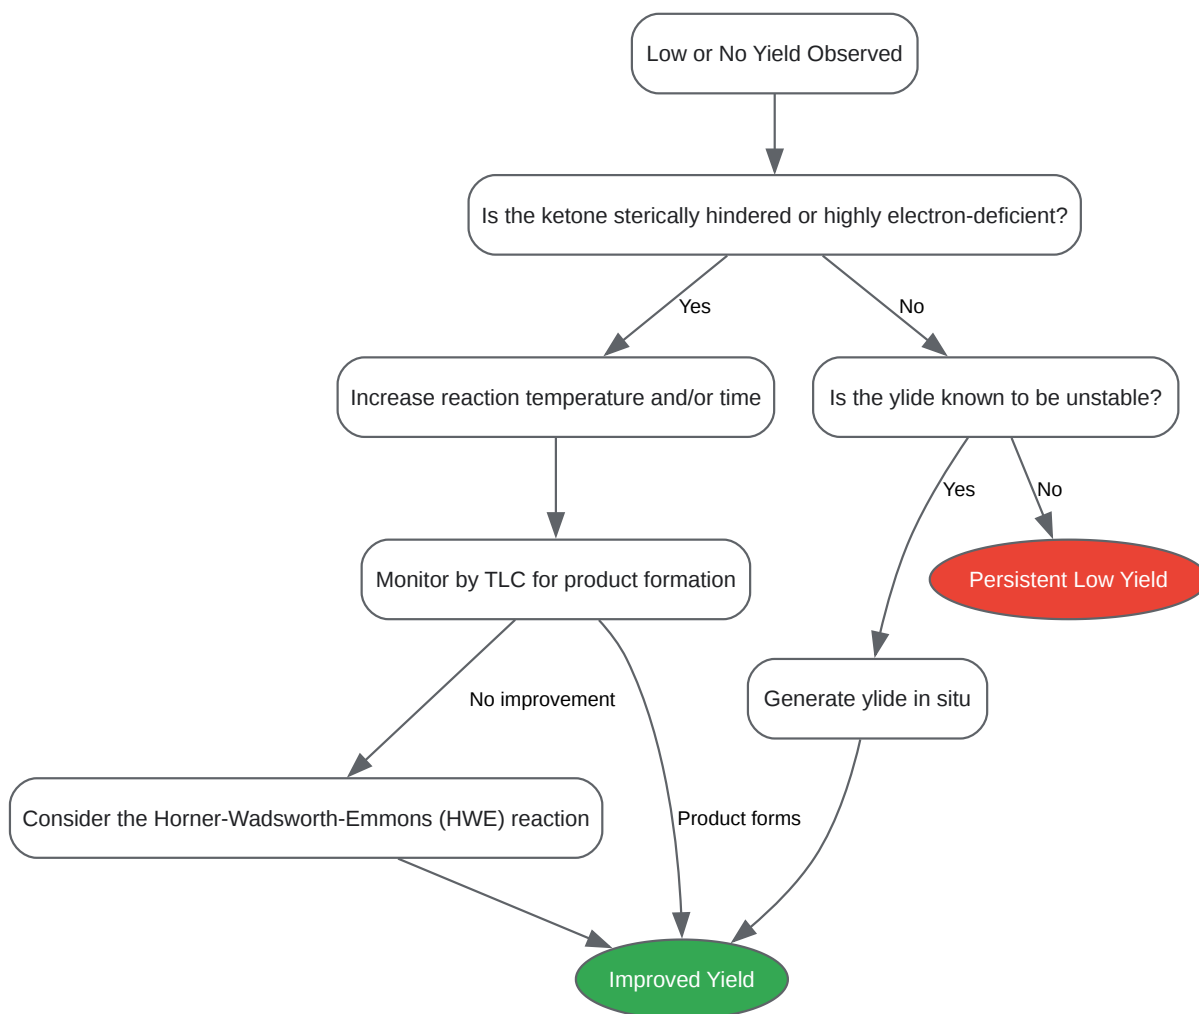 Low or No Yield Observed
Is the ketone sterically hindered or highly electron-deficient?
Yes
No
Increase reaction temperature and/or time
Is the ylide known to be unstable?
Yes
No
Monitor by TLC for product formation
Persistent Low Yield
No improvement
Generate ylide in situ
Consider the Horner-Wadsworth-Emmons (HWE) reaction
Product forms
Improved Yield